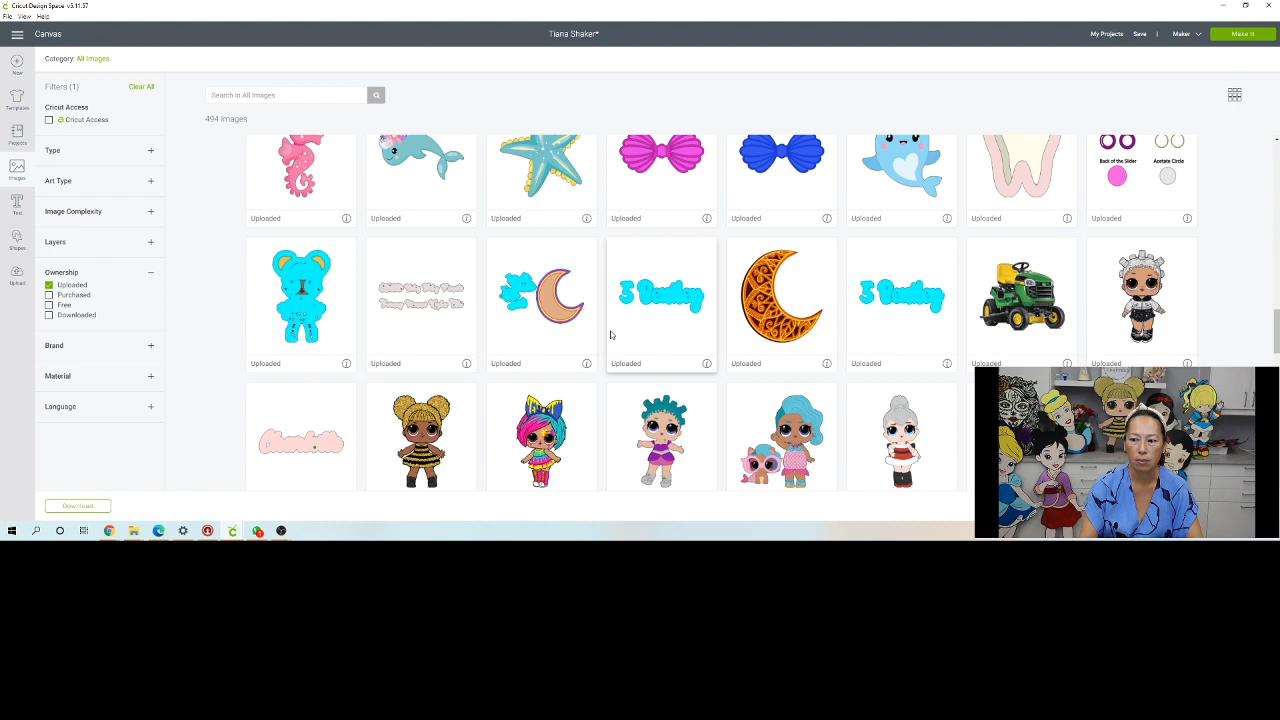 Cricut Design Space v5.11.57
File View Help
Canvas
Tiana Shaker*
My Projects Save | Maker Make It
New
Templates
Projects
Images
Text
Shapes
Upload
Category: All Images
Filters (1) Clear All
Cricut Access
Cricut Access
Type
Art Type
Image Complexity
Layers
Ownership
Uploaded
Purchased
Free
Downloaded
Brand
Material
Language
Download
Search in All Images
494 Images
Back of the Slider Acetate Circle
Uploaded Uploaded Uploaded Uploaded Uploaded Uploaded Uploaded Uploaded
Uploaded Uploaded Uploaded Uploaded Uploaded Uploaded Uploaded Uploaded